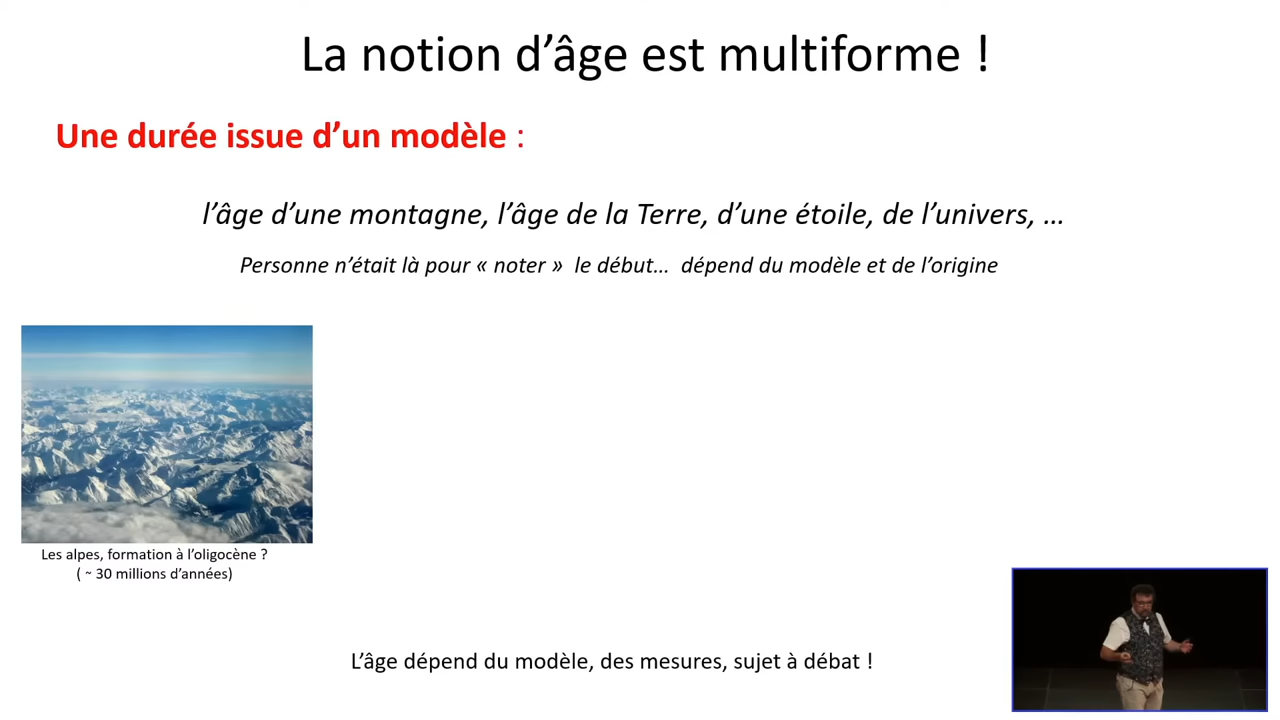 La notion d’âge est multiforme !
Une durée issue d’un modèle :
l’âge d’une montagne, l’âge de la Terre, d’une étoile, de l’univers, …
Personne n’était là pour « noter » le début… dépend du modèle et de l’origine
Les alpes, formation à l’oligocène ?
( ~ 30 millions d’années)
L’âge dépend du modèle, des mesures, sujet à débat !